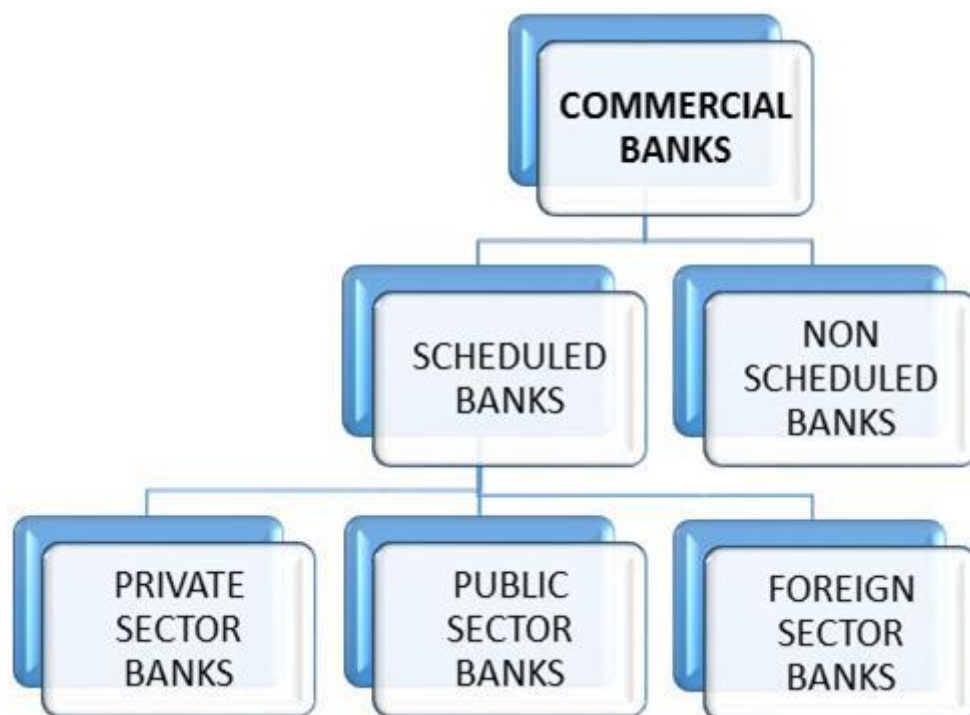 COMMERCIAL
BANKS
SCHEDULED
BANKS
NON
SCHEDULED
BANKS
PRIVATE
SECTOR
BANKS
PUBLIC
SECTOR
BANKS
FOREIGN
SECTOR
BANKS